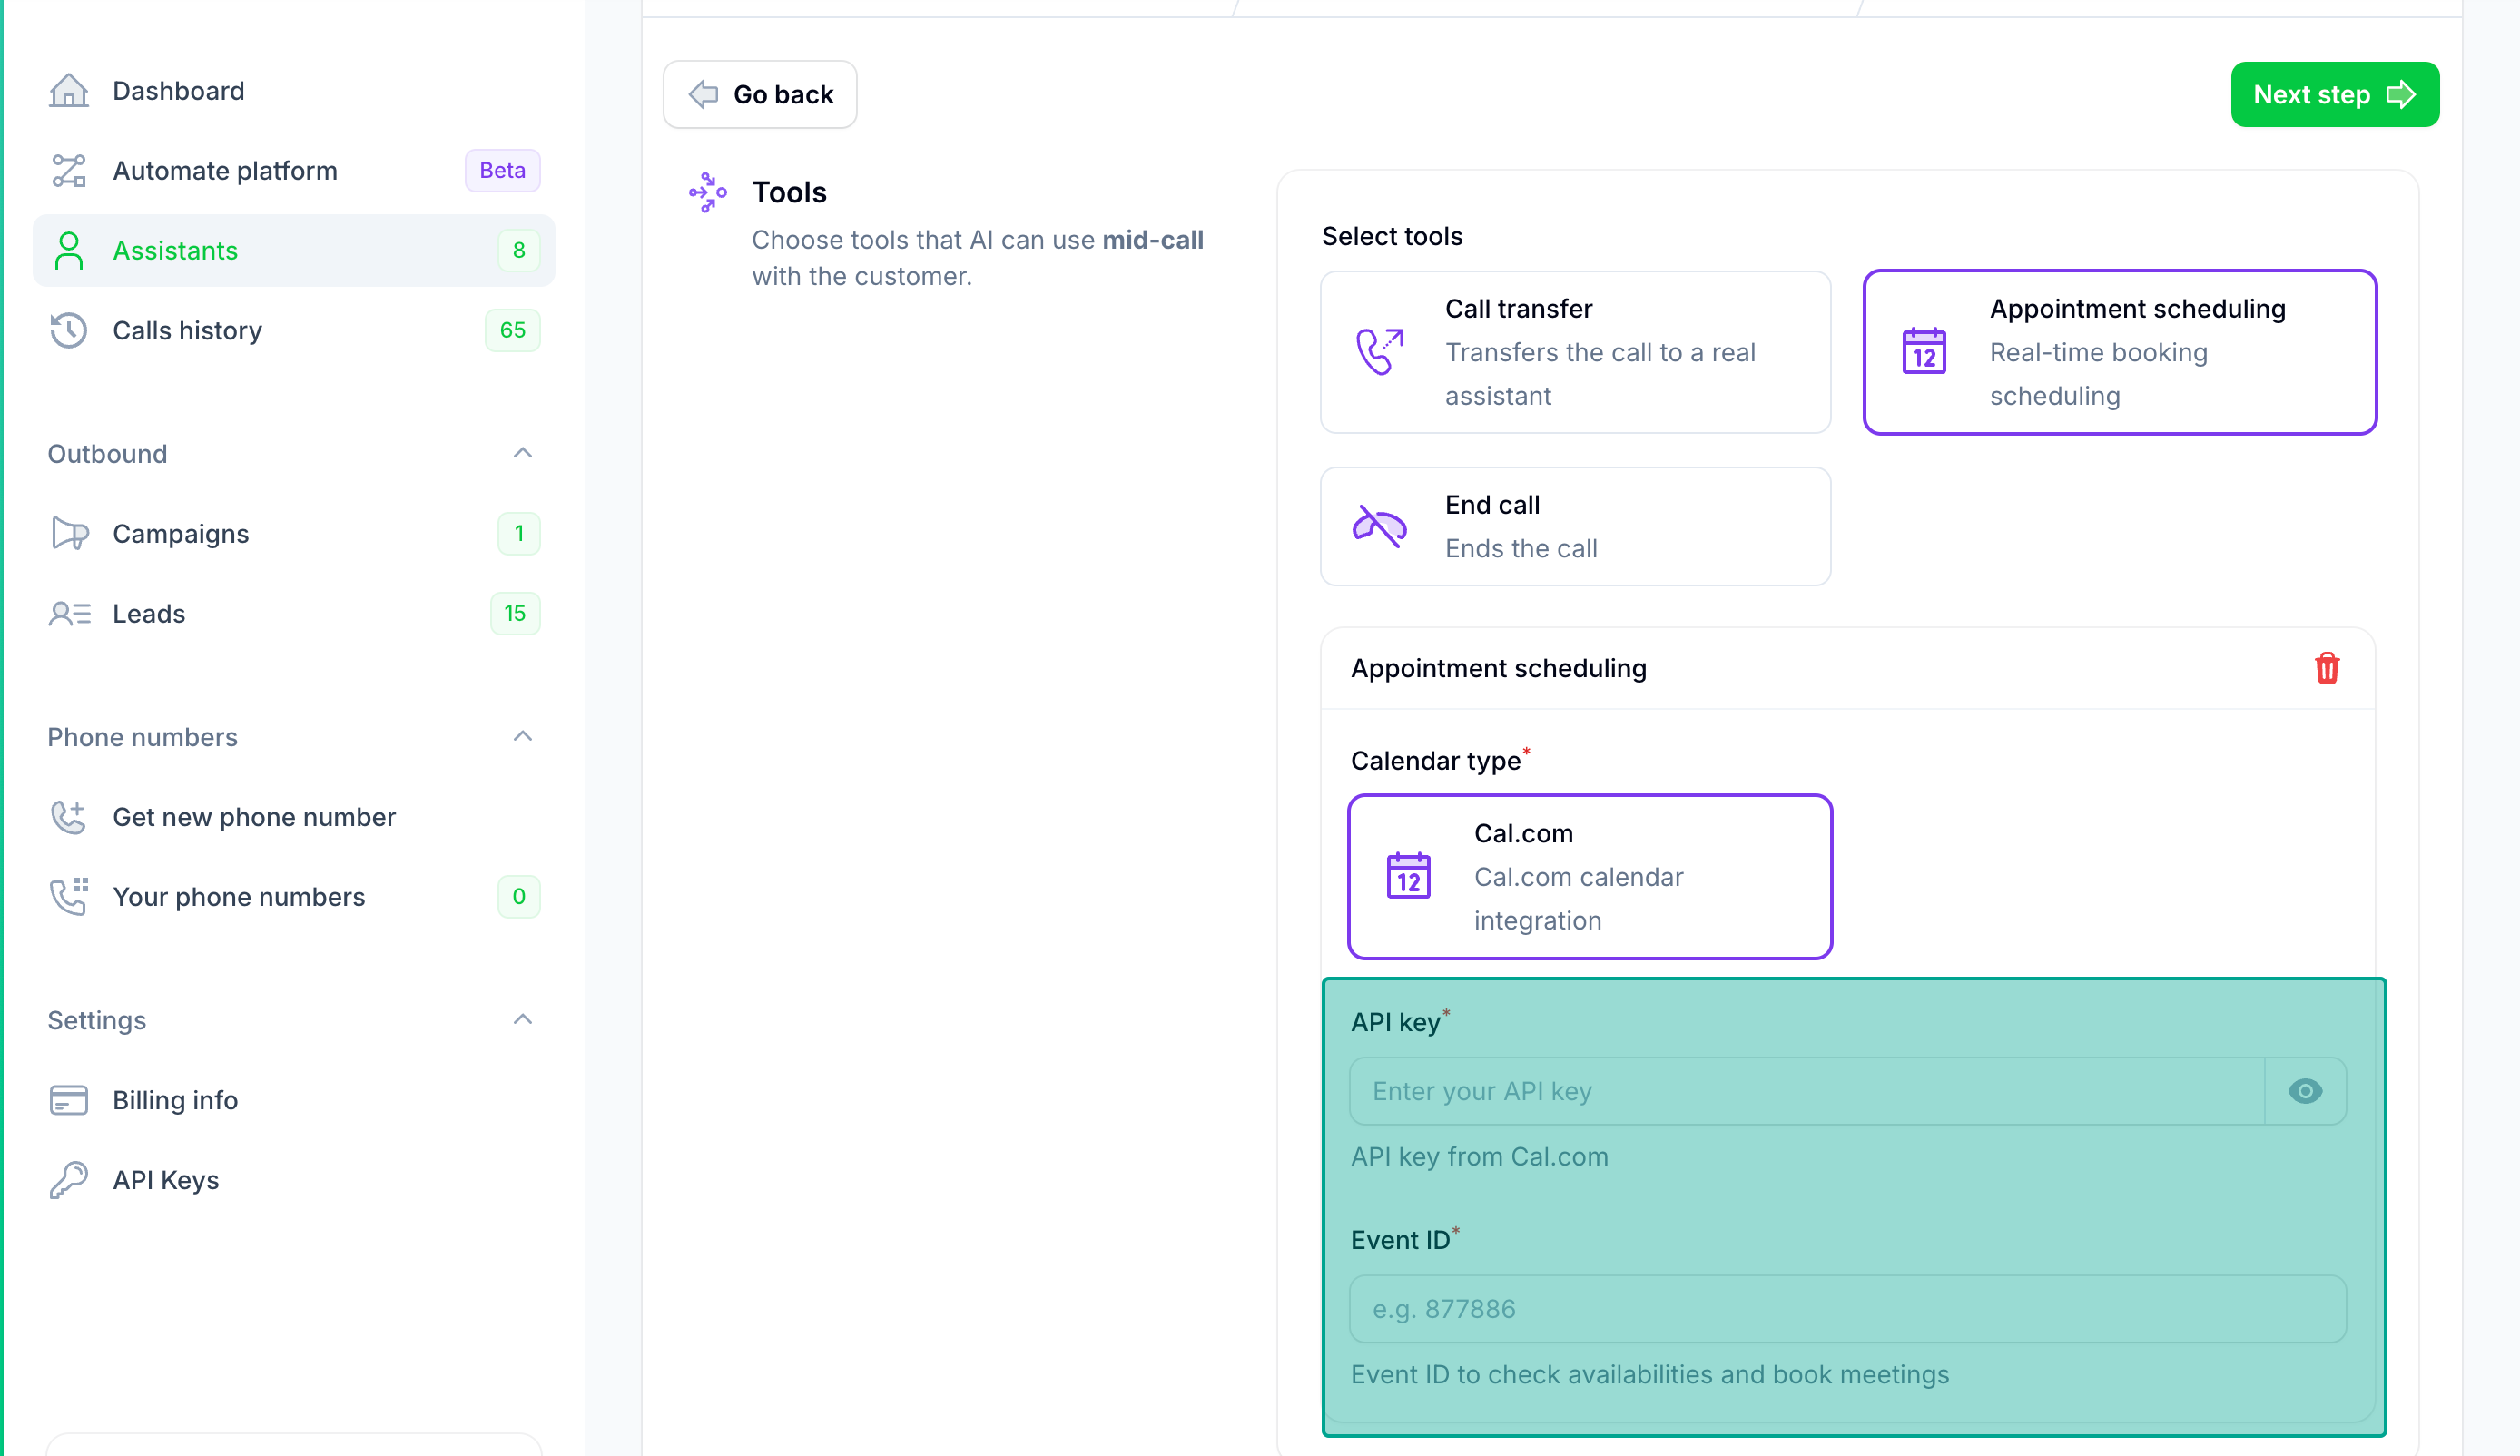 Dashboard
Automate platform
Beta
Assistants
8
Calls history
65
Outbound
Campaigns
1
Leads
15
Phone numbers
Get new phone number
Your phone numbers
0
Settings
Billing info
API Keys
Go back
Next step
Tools
Choose tools that AI can use mid-call
with the customer.
Select tools
Call transfer
Transfers the call to a real
assistant
12
Appointment scheduling
Real-time booking
scheduling
End call
Ends the call
Appointment scheduling
Calendar type*
12
Cal.com
Cal.com calendar
integration
API key*
Enter your API key
API key from Cal.com
Event ID*
e.g. 877886
Event ID to check availabilities and book meetings